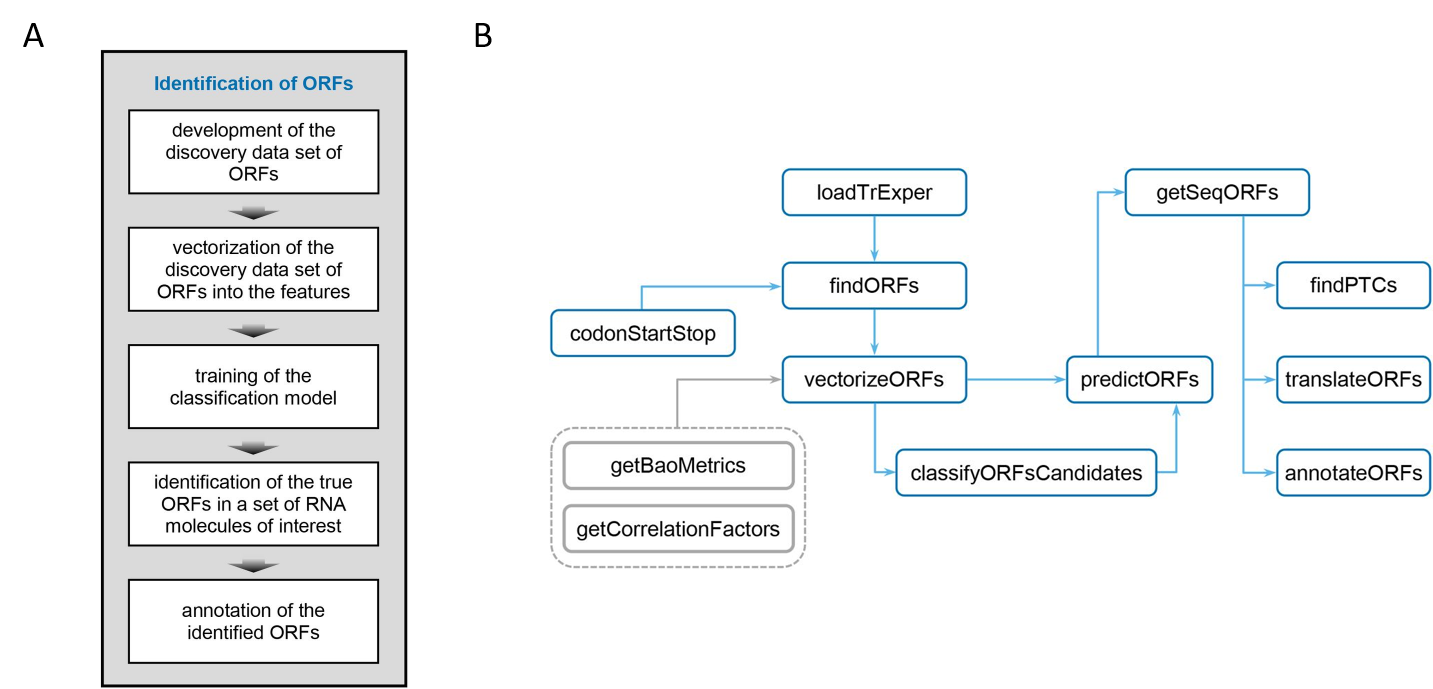 A
Identification of ORFs
development of the
discovery data set of
ORFs
vectorization of the
discovery data set of
ORFs into the features
training of the
classification model
identification of the true
ORFs in a set of RNA
molecules of interest
annotation of the
identified ORFs
B
loadTrExper
findORFs
codonStartStop
vectorizeORFs
getBaoMetrics
getCorrelationFactors
classifyORFsCandidates
predictORFs
getSeqORFs
findPTCs
translateORFs
annotateORFs